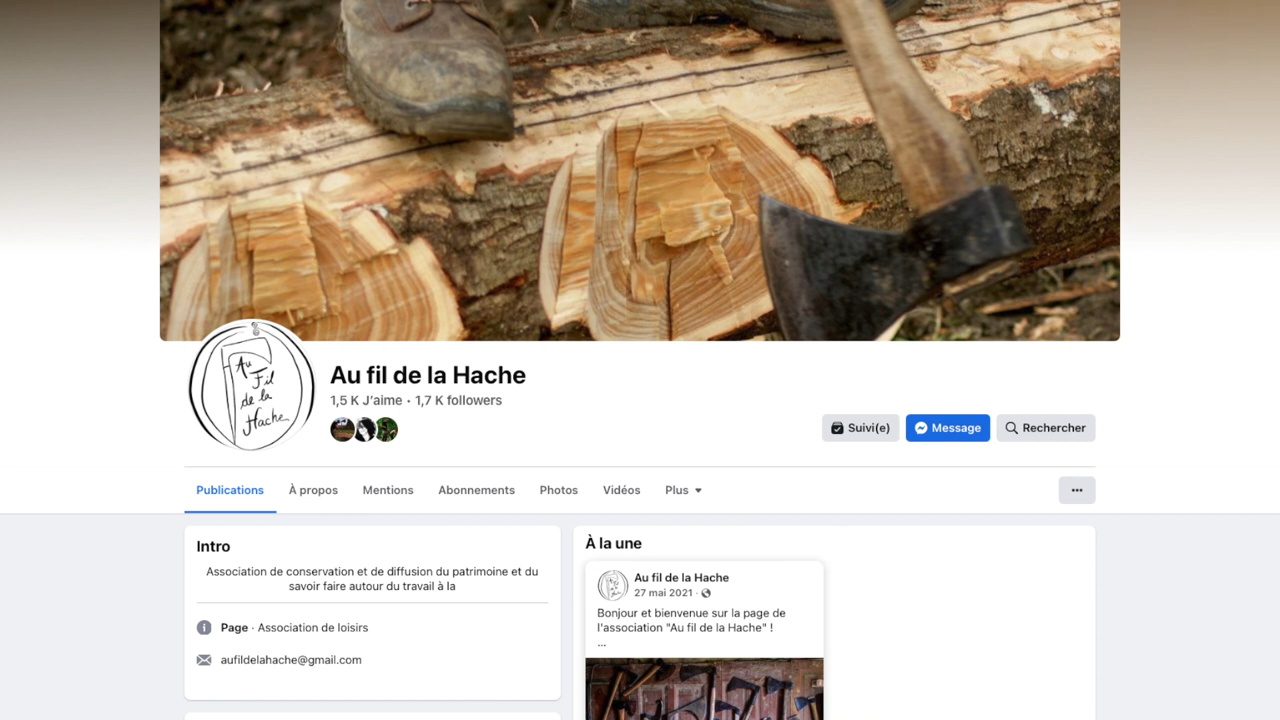 Au
Fil
de la
Hache
Au fil de la Hache
1,5 K J'aime • 1,7 K followers
Suivi(e)
Message
Rechercher
Publications
À propos
Mentions
Abonnements
Photos
Vidéos
Plus
Intro
Association de conservation et de diffusion du patrimoine et du
savoir faire autour du travail à la
Page · Association de loisirs
aufildelahache@gmail.com
À la une
Au fil de la Hache
27 mai 2021 ·
Bonjour et bienvenue sur la page de
l'association "Au fil de la Hache" !
...